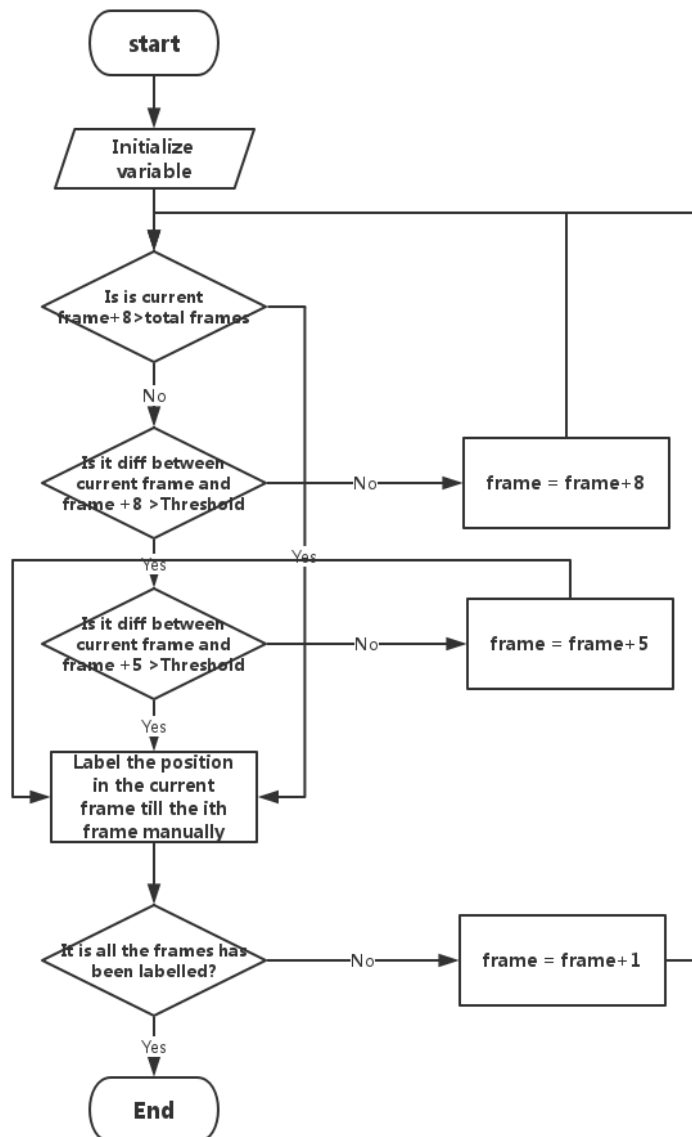 start
Initialize
variable
Is is current
frame+8>total frames
No
Is it diff between
current frame and
frame +8 >Threshold
No
frame = frame+8
Yes
Yes
Is it diff between
current frame and
frame +5 >Threshold
No
frame = frame+5
Yes
Label the position
in the current
frame till the ith
frame manually
It is all the frames has
been labelled?
No
frame = frame+1
Yes
End